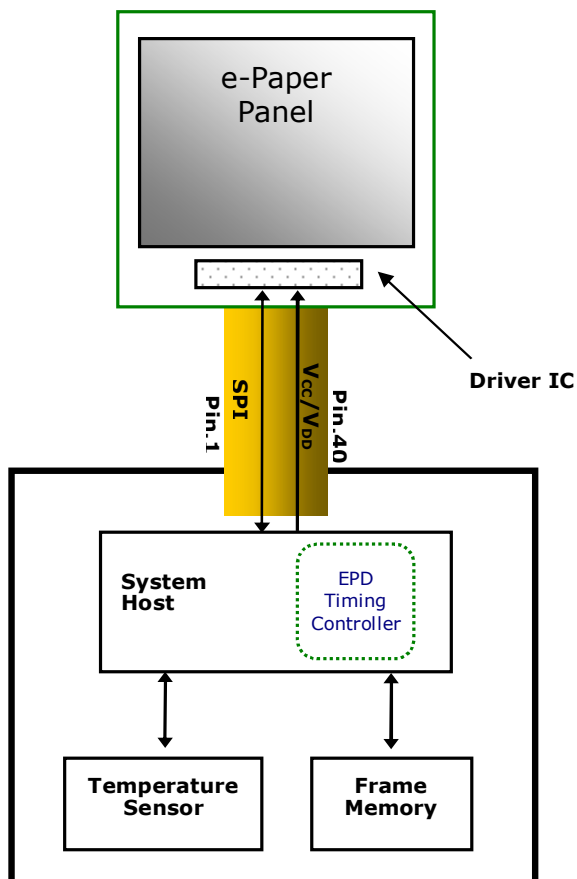 e-Paper
Panel
Driver IC
SPI
Pin.1
VCC/VDD
Pin.40
System
Host
EPD
Timing
Controller
Temperature
Sensor
Frame
Memory